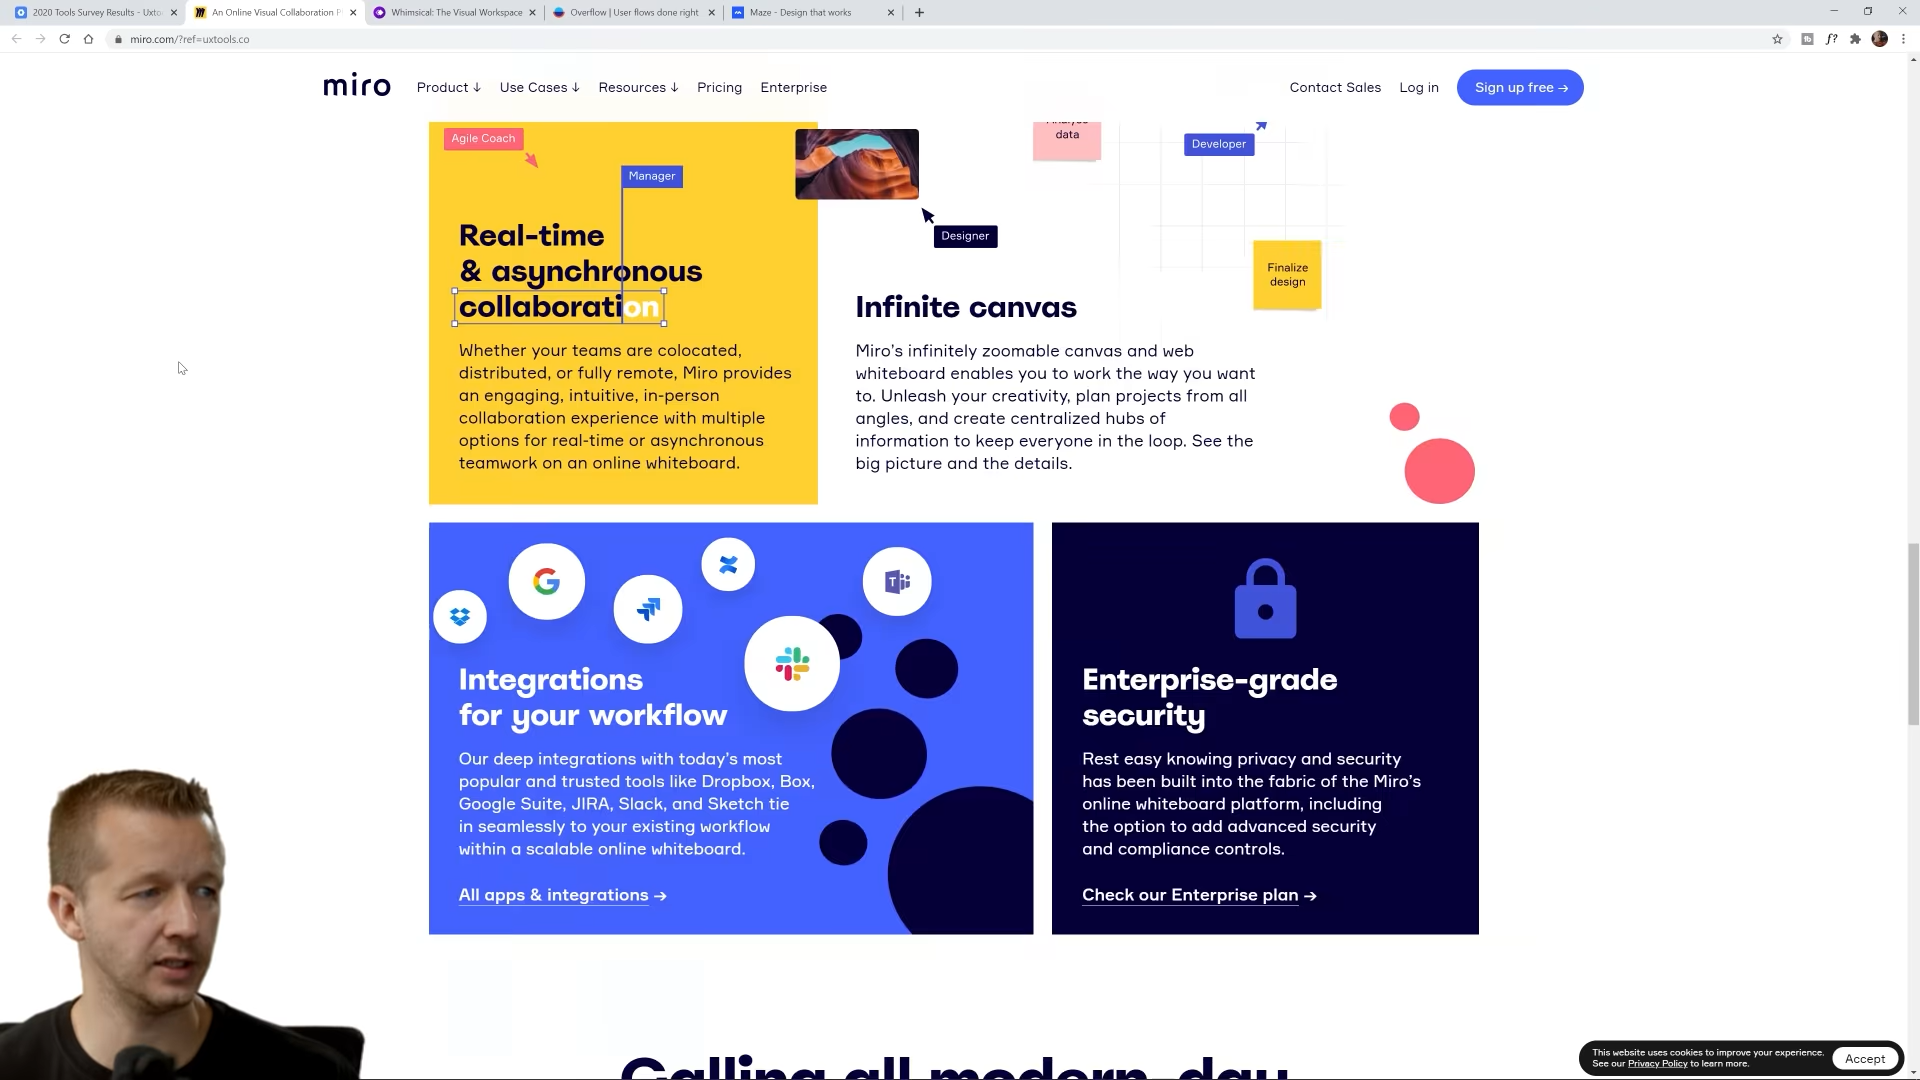 2020 Tools Survey Results - Uxto
An Online Visual Collaboration P
Whimsical: The Visual Workspace
Overflow | User flows done right
Maze - Design that works
miro.com/?ref=uxtools.co
miro
Product ↓
Use Cases ↓
Resources ↓
Pricing
Enterprise
Contact Sales
Log in
Sign up free →
Agile Coach
Manager
Real-time
& asynchronous
collaboration
Whether your teams are colocated,
distributed, or fully remote, Miro provides
an engaging, intuitive, in-person
collaboration experience with multiple
options for real-time or asynchronous
teamwork on an online whiteboard.
Designer
data
Developer
Finalize
design
Infinite canvas
Miro's infinitely zoomable canvas and web
whiteboard enables you to work the way you want
to. Unleash your creativity, plan projects from all
angles, and create centralized hubs of
information to keep everyone in the loop. See the
big picture and the details.
Integrations
for your workflow
Our deep integrations with today's most
popular and trusted tools like Dropbox, Box,
Google Suite, JIRA, Slack, and Sketch tie
in seamlessly to your existing workflow
within a scalable online whiteboard.
All apps & integrations →
Enterprise-grade
security
Rest easy knowing privacy and security
has been built into the fabric of the Miro's
online whiteboard platform, including
the option to add advanced security
and compliance controls.
Check our Enterprise plan →
Calling all modern-day
This website uses cookies to improve your experience.
See our Privacy Policy to learn more.
Accept